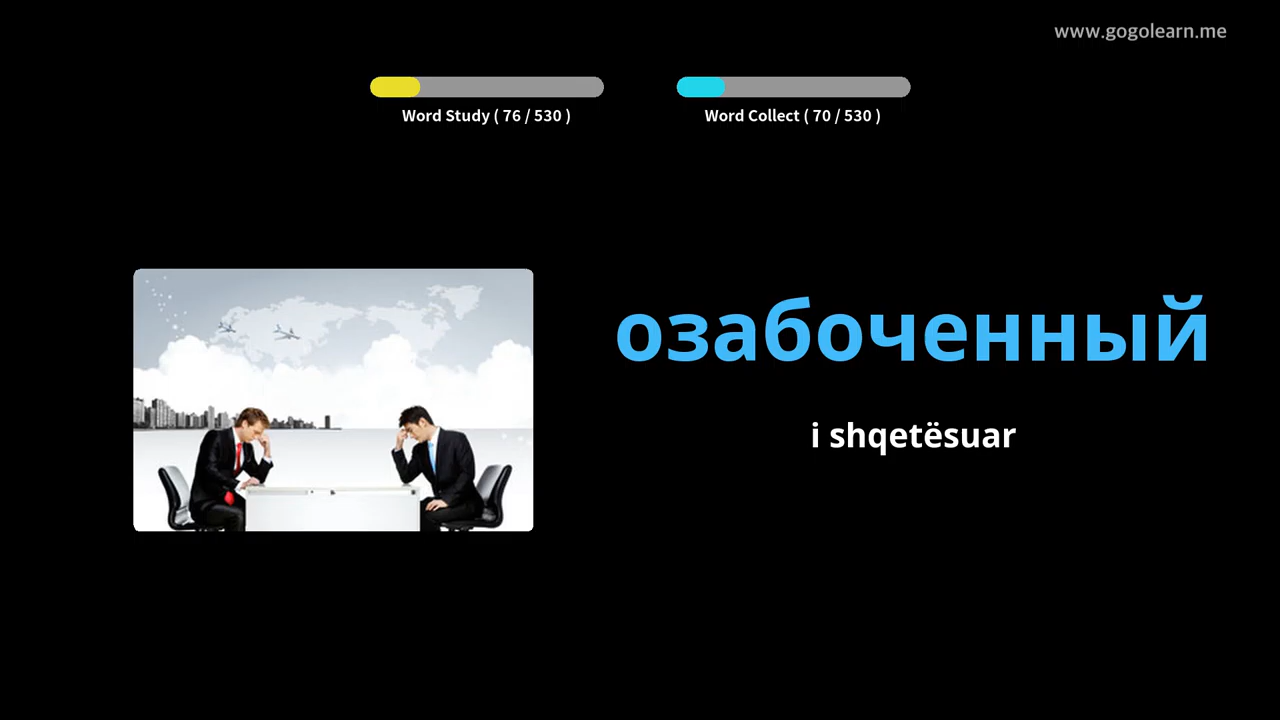 www.gogolearn.me
Word Study ( 76 / 530 )
Word Collect ( 70 / 530 )
озабоченный
i shqetësuar